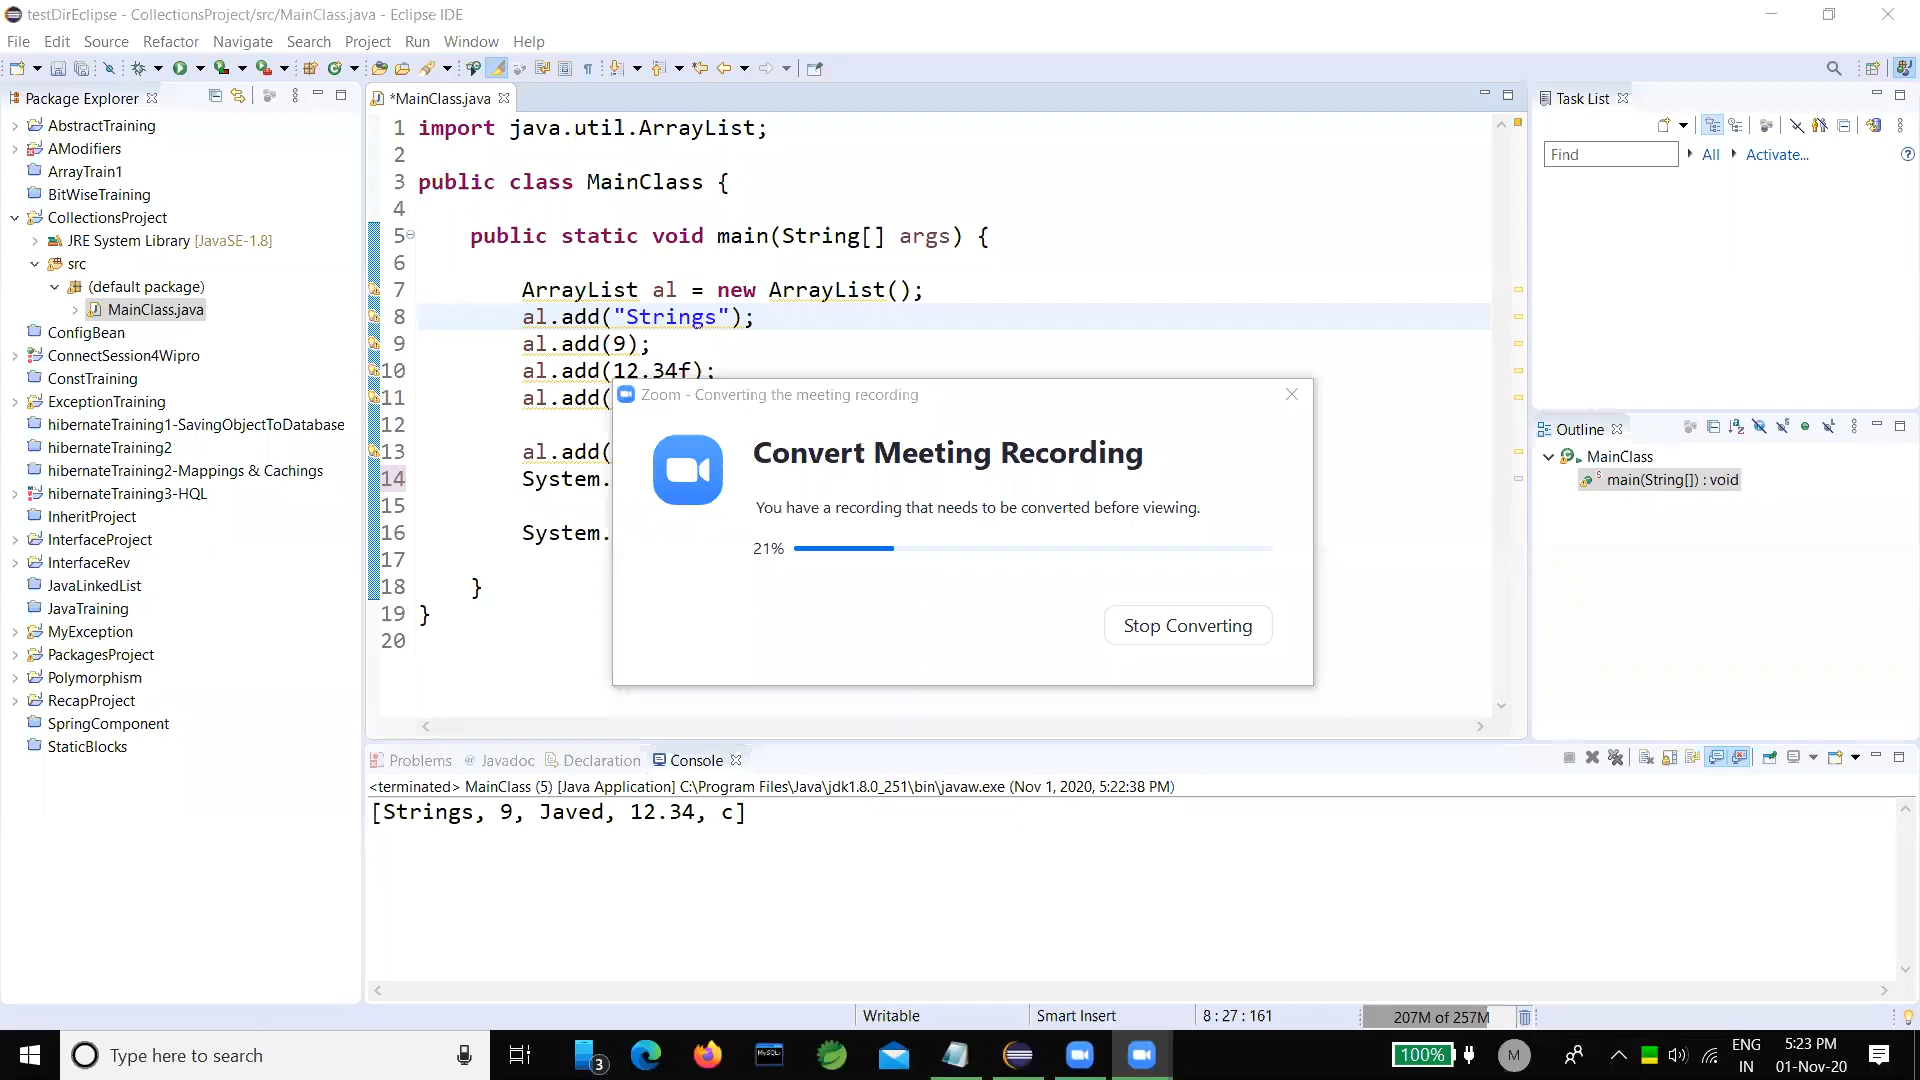 testDirEclipse - CollectionsProject/src/MainClass.java - Eclipse IDE
File Edit Source Refactor Navigate Search Project Run Window Help
Package Explorer
AbstractTraining
AModifiers
ArrayTrain1
BitWiseTraining
CollectionsProject
JRE System Library [JavaSE-1.8]
src
(default package)
MainClass.java
ConfigBean
ConnectSession4Wipro
ConstTraining
ExceptionTraining
hibernateTraining1-SavingObjectToDatabase
hibernateTraining2
hibernateTraining2-Mappings & Cachings
hibernateTraining3-HQL
InheritProject
InterfaceProject
InterfaceRev
JavaLinkedList
JavaTraining
MyException
PackagesProject
Polymorphism
RecapProject
SpringComponent
StaticBlocks
*MainClass.java
1 import java.util.ArrayList;
2
3 public class MainClass {
4
5 public static void main(String[] args) {
6
7 ArrayList al = new ArrayList();
8 al.add("Strings");
9 al.add(9);
10 al.add(12.34f);
11 al.add(
12
13 al.add(
14 System.
15
16 System.
17
18 }
19 }
20
Zoom - Converting the meeting recording
Convert Meeting Recording
You have a recording that needs to be converted before viewing.
21%
Stop Converting
Task List
Find All Activate...
Outline
MainClass
main(String[]) : void
Problems Javadoc Declaration Console
<terminated> MainClass (5) [Java Application] C:\Program Files\Java\jdk1.8.0_251\bin\javaw.exe (Nov 1, 2020, 5:22:38 PM)
[Strings, 9, Javed, 12.34, c]
Writable Smart Insert 8 : 27 : 161 207M of 257M
Type here to search
3
MySQL
100%
M
ENG
IN
5:23 PM
01-Nov-20